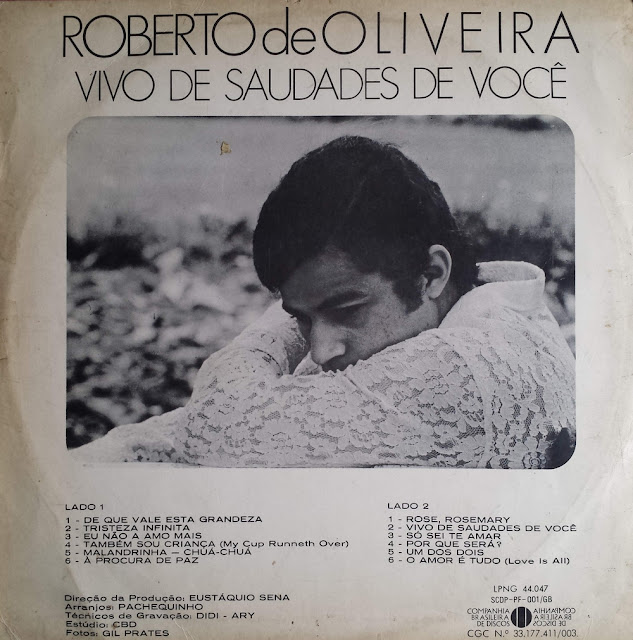 ROBERTO de OLIVEIRA
VIVO DE SAUDADES DE VOCÊ
LADO 1
1 - DE QUE VALE ESTA GRANDEZA
2 - TRISTEZA INFINITA
3 - EU NÃO A AMO MAIS
4 - TAMBÉM SOU CRIANÇA (My Cup Runneth Over)
5 - MALANDRINHA — CHUÁ-CHUÁ
6 - À PROCURA DE PAZ
LADO 2
1 - ROSE, ROSEMARY
2 - VIVO DE SAUDADES DE VOCÊ
3 - SÓ SEI TE AMAR
4 - POR QUE SERÁ?
5 - UM DOS DOIS
6 - O AMOR É TUDO (Love Is All)
Direção da Produção: EUSTÁQUIO SENA
Arranjos: PACHEQUINHO
Técnicos de Gravação: DIDI - ARY
Estúdio: CBD
Fotos: GIL PRATES
LPNG 44.047
SCDP-PF-001/GB
COMPANHIA
BRASILEIRA
DE DISCOS
COMPANHIA
BRASILEIRA
DE DISCOS
CGC N.º 33.177.411/003